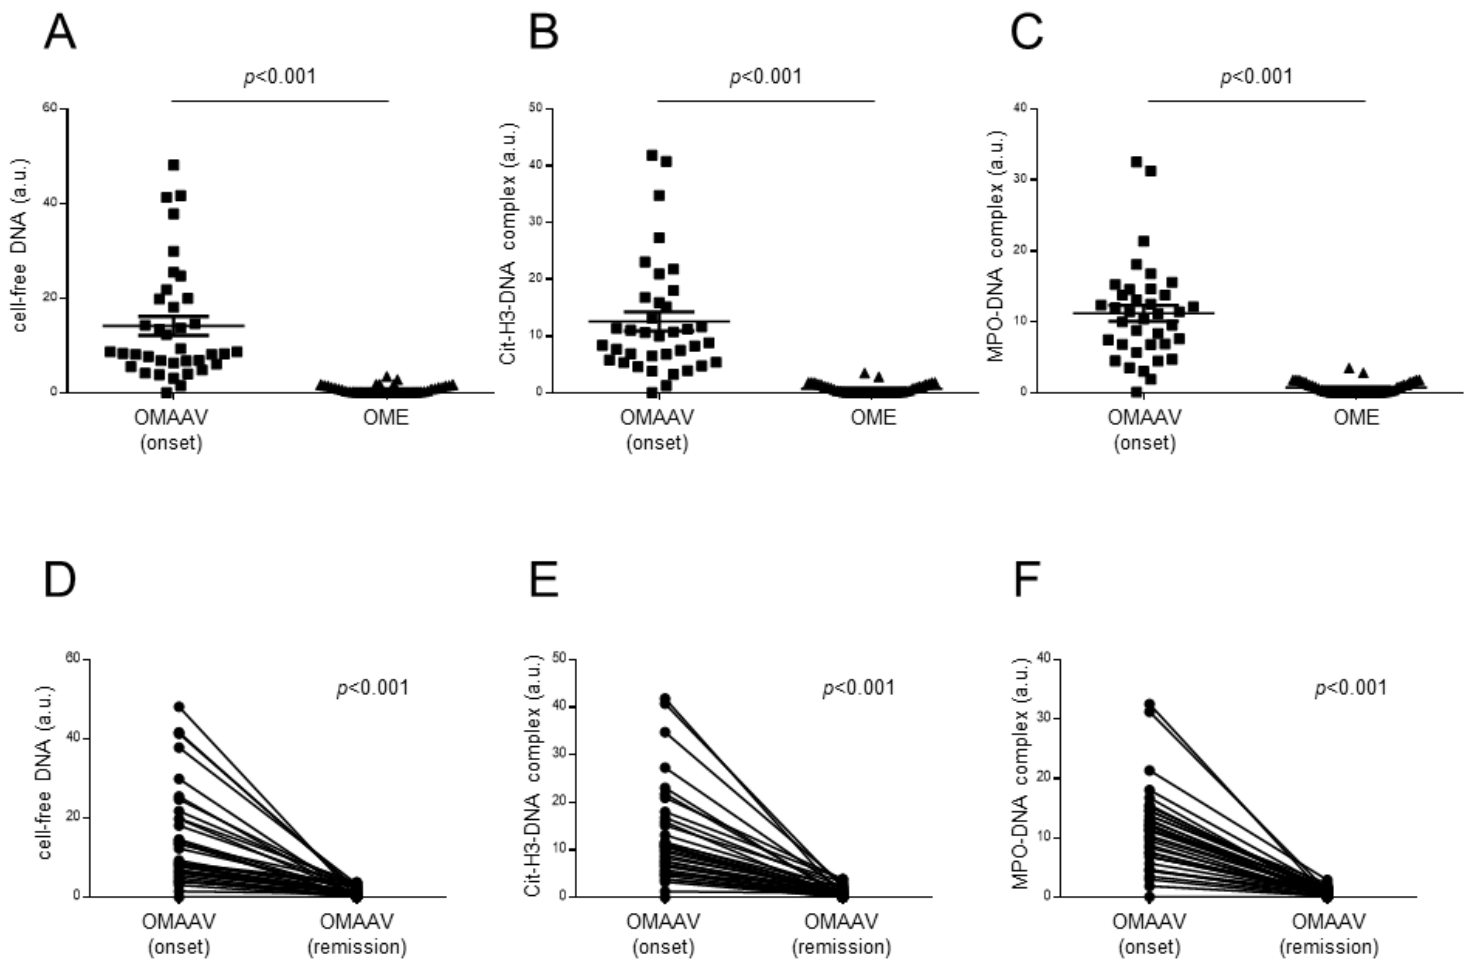 A
B
C
p<0.001
p<0.001
p<0.001
cell-free DNA (a.u.)
60
40
20
0
OMAAV
(onset)
OME
Cit-H3-DNA complex (a.u.)
50
40
30
20
10
0
OMAAV
(onset)
OME
MPO-DNA complex (a.u.)
40
30
20
10
0
OMAAV
(onset)
OME
D
E
F
p<0.001
p<0.001
p<0.001
cell-free DNA (a.u.)
60
40
20
0
OMAAV
(onset)
OMAAV
(remission)
Cit-H3-DNA complex (a.u.)
50
40
30
20
10
0
OMAAV
(onset)
OMAAV
(remission)
MPO-DNA complex (a.u.)
40
30
20
10
0
OMAAV
(onset)
OMAAV
(remission)